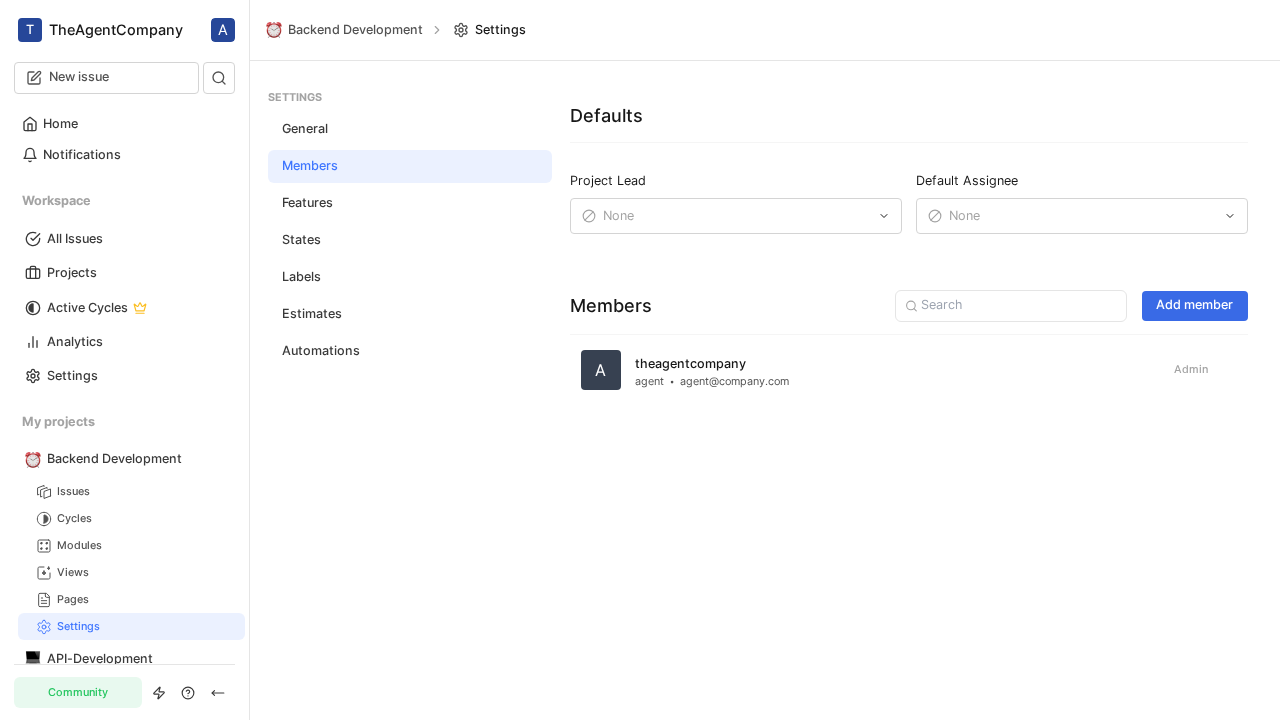 T TheAgentCompany A
New issue
Home
Notifications
Workspace
All Issues
Projects
Active Cycles
Analytics
Settings
My projects
Backend Development
Issues
Cycles
Modules
Views
Pages
Settings
API-Development
Community
Backend Development > Settings
SETTINGS
General
Members
Features
States
Labels
Estimates
Automations
Defaults
Project Lead
None
Default Assignee
None
Members
Search
Add member
A
theagentcompany
agent • agent@company.com
Admin